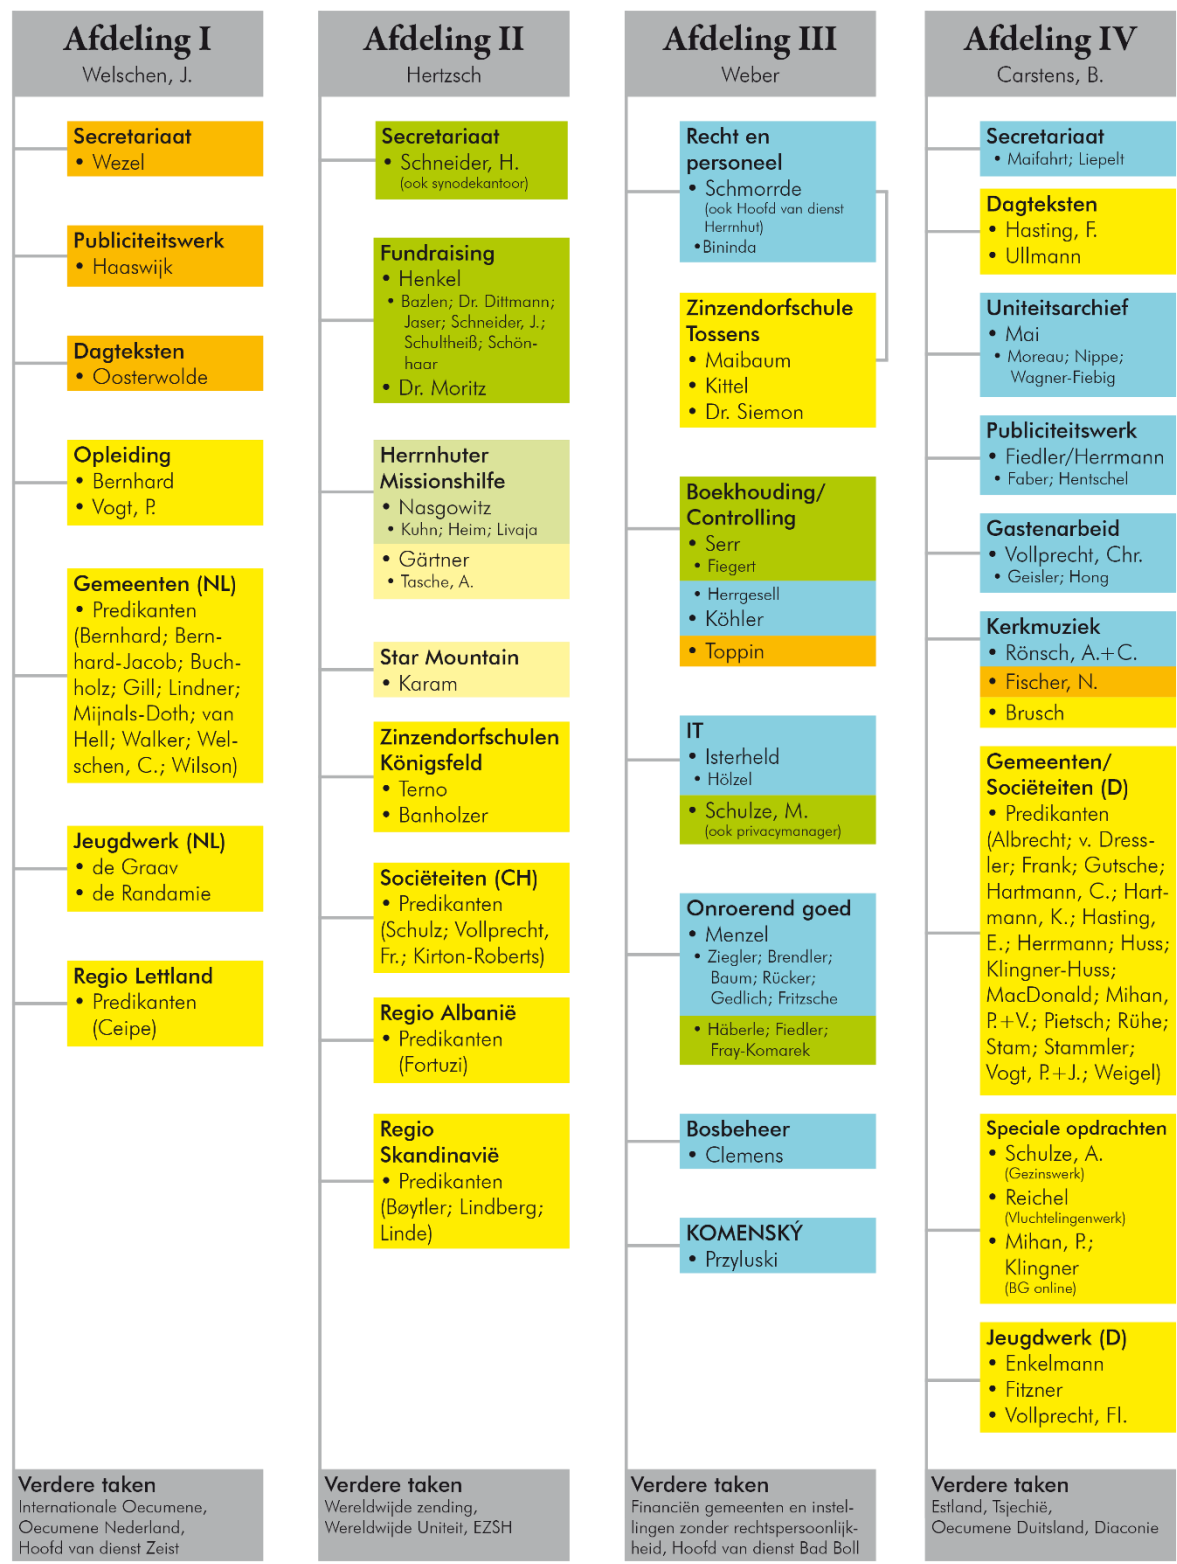 Afdeling I
Welschen, J.
Secretariaat
• Wezel
Publiciteitswerk
• Haaswijk
Dagteksten
• Oosterwolde
Opleiding
• Bernhard
• Vogt, P.
Gemeenten (NL)
• Predikanten
(Bernhard; Bern-
hard-Jacob; Buch-
holz; Gill; Lindner;
Mijnals-Doth; van
Hell; Walker; Wel-
schen, C.; Wilson)
Jeugdwerk (NL)
• de Graav
• de Randamie
Regio Lettland
• Predikanten
(Ceipe)
Verdere taken
Internationale Oecumene,
Oecumene Nederland,
Hoofd van dienst Zeist
Afdeling II
Hertzsch
Secretariaat
• Schneider, H.
(ook synodekantoor)
Fundraising
• Henkel
• Bazlen; Dr. Dittmann;
Jaser; Schneider, J.;
Schultheiß; Schön-
haar
• Dr. Moritz
Herrnhuter
Missionshilfe
• Nasgowitz
• Kuhn; Heim; Livaja
• Gärtner
• Tasche, A.
Star Mountain
• Karam
Zinzendorfschulen
Königsfeld
• Terno
• Banholzer
Sociëteiten (CH)
• Predikanten
(Schulz; Vollprecht,
Fr.; Kirton-Roberts)
Regio Albanië
• Predikanten
(Fortuzi)
Regio
Skandinavië
• Predikanten
(Bøytler; Lindberg;
Linde)
Verdere taken
Wereldwijde zending,
Wereldwijde Uniteit, EZSH
Afdeling III
Weber
Recht en
personeel
• Schmorrde
(ook Hoofd van dienst
Herrnhut)
• Bininda
Zinzendorfschule
Tossens
• Maibaum
• Kittel
• Dr. Siemon
Boekhouding/
Controlling
• Serr
• Fiegert
• Herrgesell
• Köhler
• Toppin
IT
• Isterheld
• Hölzel
• Schulze, M.
(ook privacymanager)
Onroerend goed
• Menzel
• Ziegler; Brendler;
Baum; Rücker;
Gedlich; Fritzsche
• Häberle; Fiedler;
Fray-Komarek
Bosbeheer
• Clemens
KOMENSKÝ
• Przyluski
Verdere taken
Financiën gemeenten en instel-
lingen zonder rechtspersoonlijk-
heid, Hoofd van dienst Bad Boll
Afdeling IV
Carstens, B.
Secretariaat
• Maifahrt; Liepelt
Dagteksten
• Hasting, F.
• Ullmann
Uniteitsarchief
• Mai
• Moreau; Nippe;
Wagner-Fiebig
Publiciteitswerk
• Fiedler/Herrmann
• Faber; Hentschel
Gastenarbeid
• Vollprecht, Chr.
• Geisler; Hong
Kerkmuziek
• Rönsch, A.+C.
• Fischer, N.
• Brusch
Gemeenten/
Sociëteiten (D)
• Predikanten
(Albrecht; v. Dress-
ler; Frank; Gutsche;
Hartmann, C.; Hart-
mann, K.; Hasting,
E.; Herrmann; Huss;
Klingner-Huss;
MacDonald; Mihan,
P.+V.; Pietsch; Rühe;
Stam; Stammler;
Vogt, P.+J.; Weigel)
Speciale opdrachten
• Schulze, A.
(Gezinswerk)
• Reichel
(Vluchtelingenwerk)
• Mihan, P.;
Klingner
(BG online)
Jeugdwerk (D)
• Enkelmann
• Fitzner
• Vollprecht, Fl.
Verdere taken
Estland, Tsjechië,
Oecumene Duitsland, Diaconie